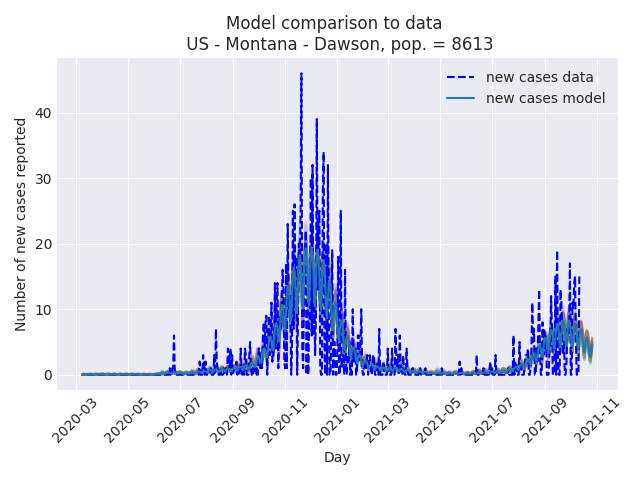 Model comparison to data
US - Montana - Dawson, pop. = 8613
new cases data
new cases model
Number of new cases reported
40
30
20
10
0
2020-03
2020-05
2020-07
2020-09
2020-11
2021-01
2021-03
2021-05
2021-07
2021-09
2021-11
Day